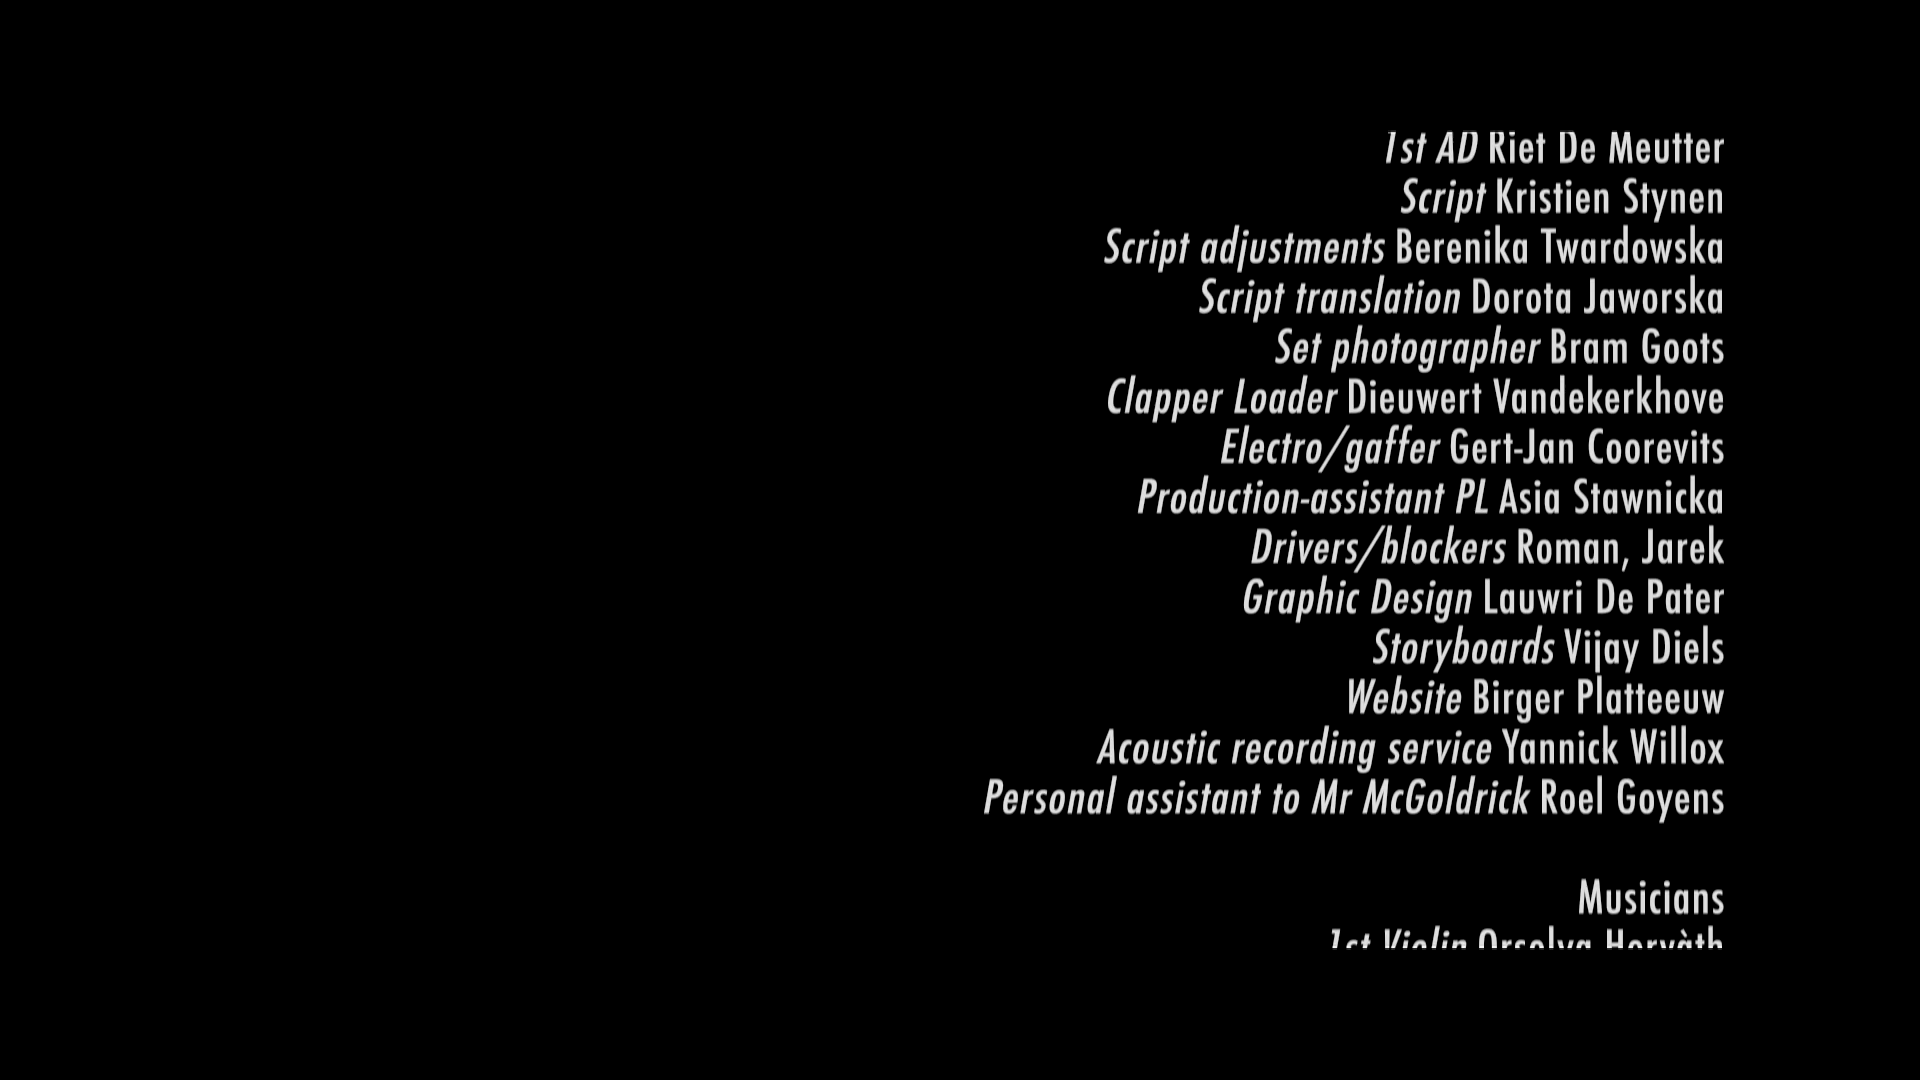 1st AD Riet De Meutter
Script Kristien Stynen
Script adjustments Berenika Twardowska
Script translation Dorota Jaworska
Set photographer Bram Goots
Clapper Loader Dieuwert Vandekerkhove
Electro/gaffer Gert-Jan Coorevits
Production-assistant PL Asia Stawnicka
Drivers/blockers Roman, Jarek
Graphic Design Lauwri De Pater
Storyboards Vijay Diels
Website Birger Platteeuw
Acoustic recording service Yannick Willox
Personal assistant to Mr McGoldrick Roel Goyens
Musicians
1st Violin Orsolya Horvàth